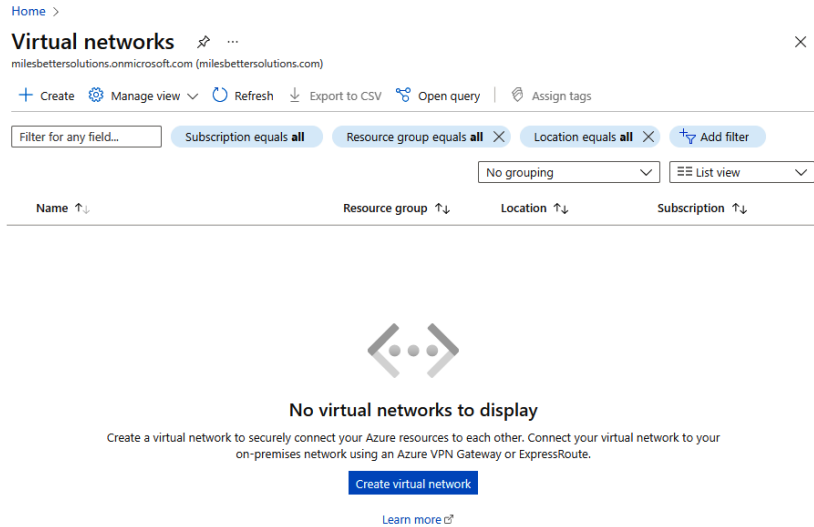 Home >
Virtual networks ...
milesbettersolutions.onmicrosoft.com (milesbettersolutions.com)
+ Create Manage view Refresh Export to CSV Open query Assign tags
Filter for any field... Subscription equals all Resource group equals all Location equals all Add filter
No grouping List view
Name Resource group Location Subscription
No virtual networks to display
Create a virtual network to securely connect your Azure resources to each other. Connect your virtual network to your
on-premises network using an Azure VPN Gateway or ExpressRoute.
Create virtual network
Learn more